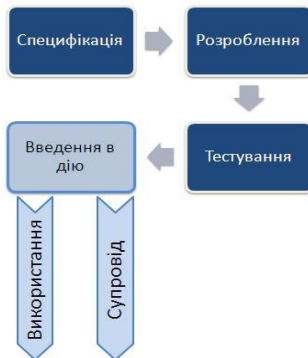 Специфікація
Розроблення
Введення в
дію
Тестування
Використання
Супровід